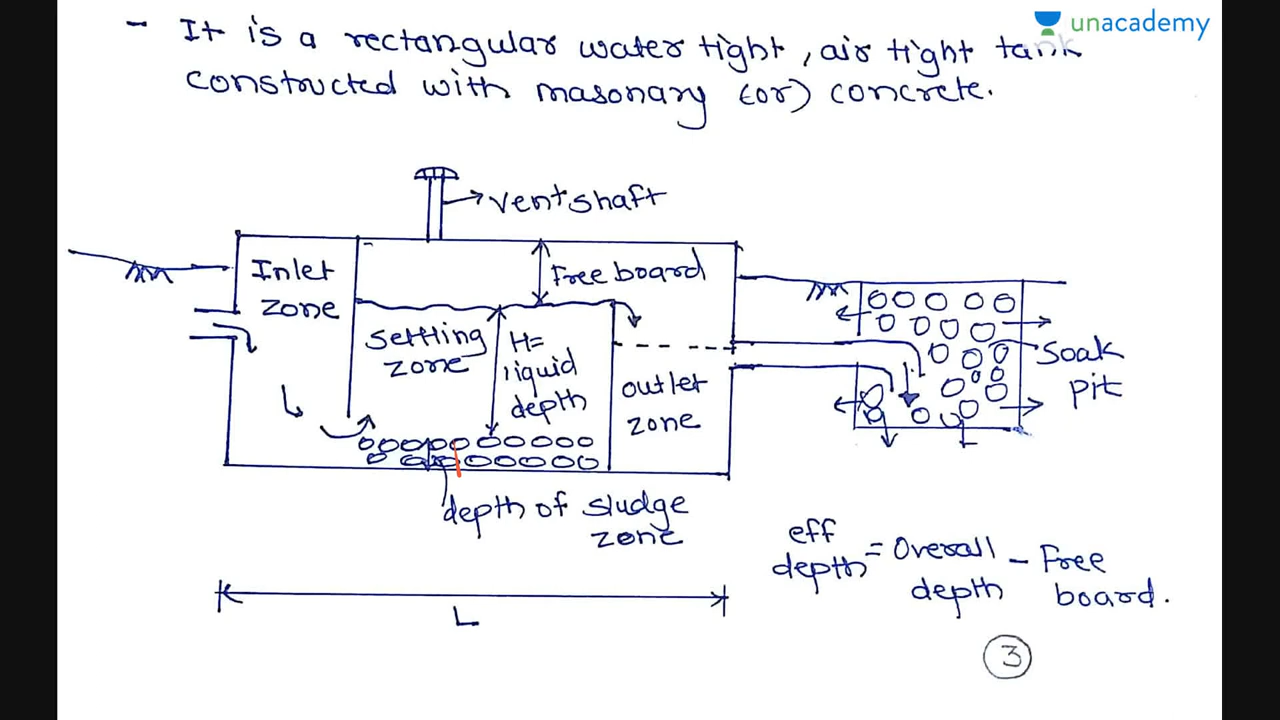 unacademy
- It is a rectangular water tight, air tight tank
constructed with masonary (or) concrete.
vent shaft
Inlet
zone
Free board
settling
zone
H=
liquid
depth
outlet
zone
soak
pit
depth of sludge
zone
eff
depth = Overall
depth - Free
board.
L
3